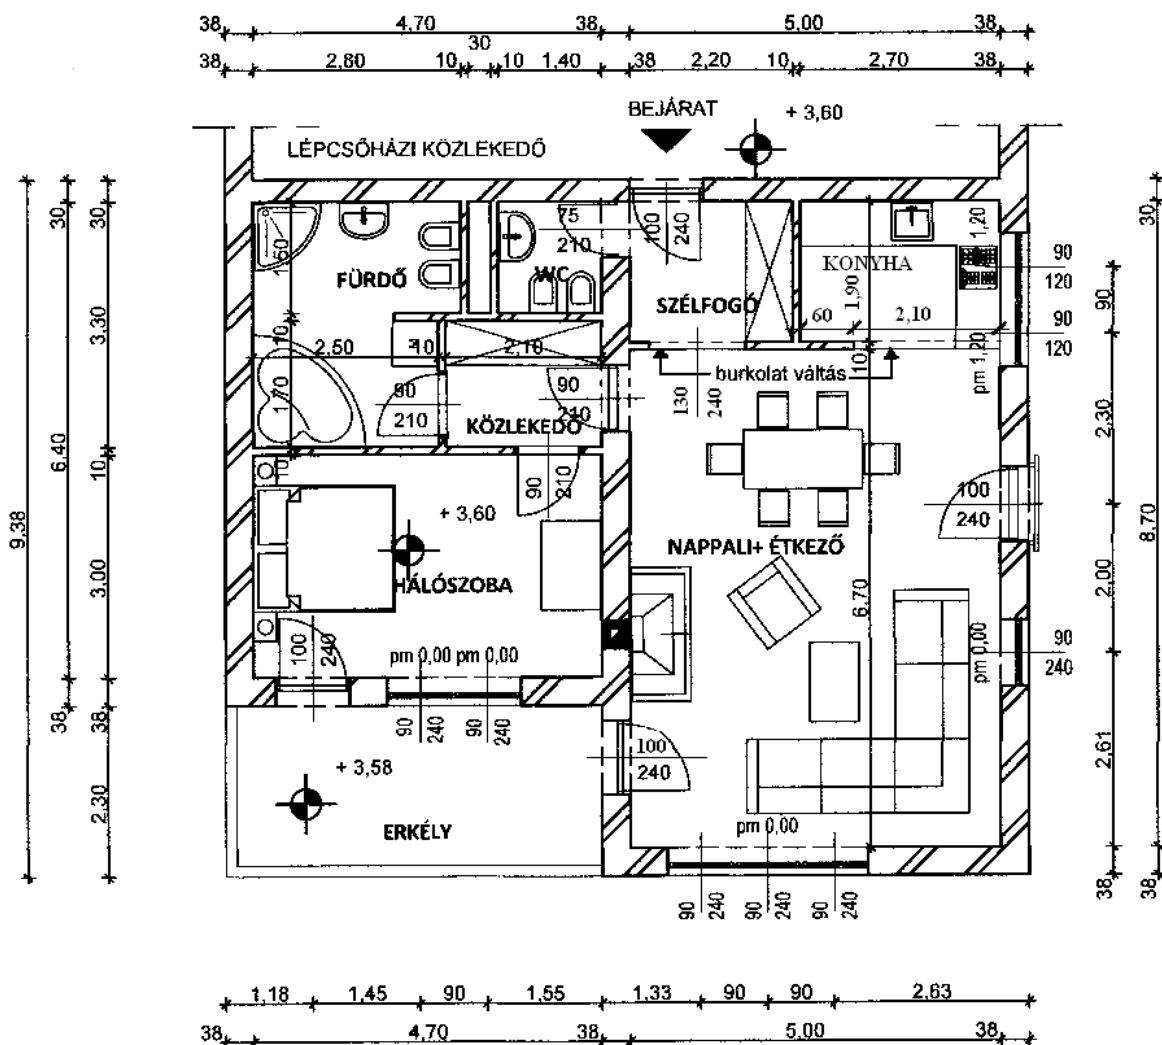 38 4,70 38 5,00 38
30
38 2,80 10 10 1,40 38 2,20 10 2,70 38
BEJÁRAT
+ 3,60
LÉPCSŐHÁZI KÖZLEKEDŐ
30 30 30
75
210
100
240
1,20
1,60
FÜRDŐ
WC
SZÉLFOGÓ
KONYHA
60
1,90
2,10
90
120
90
120
90
3,30
10
2,50 10 2,10
10
burkolat váltás
pm 1,20
1,70
90
210
90
210
130
240
KÖZLEKEDŐ
2,30
6,40
10
10
90
210
100
240
+ 3,60
NAPPALI+ ÉTKEZŐ
9,38
8,70
3,00
HÁLÓSZOBA
6,70
2,00
100
240
pm 0,00 pm 0,00
pm 0,00
90
240
38 38
90
240
90
240
100
240
2,61
+ 3,58
2,30
ERKÉLY
pm 0,00
38 38
90
240
90
240
90
240
1,18 1,45 90 1,55 1,33 90 90 2,63
38 4,70 38 5,00 38